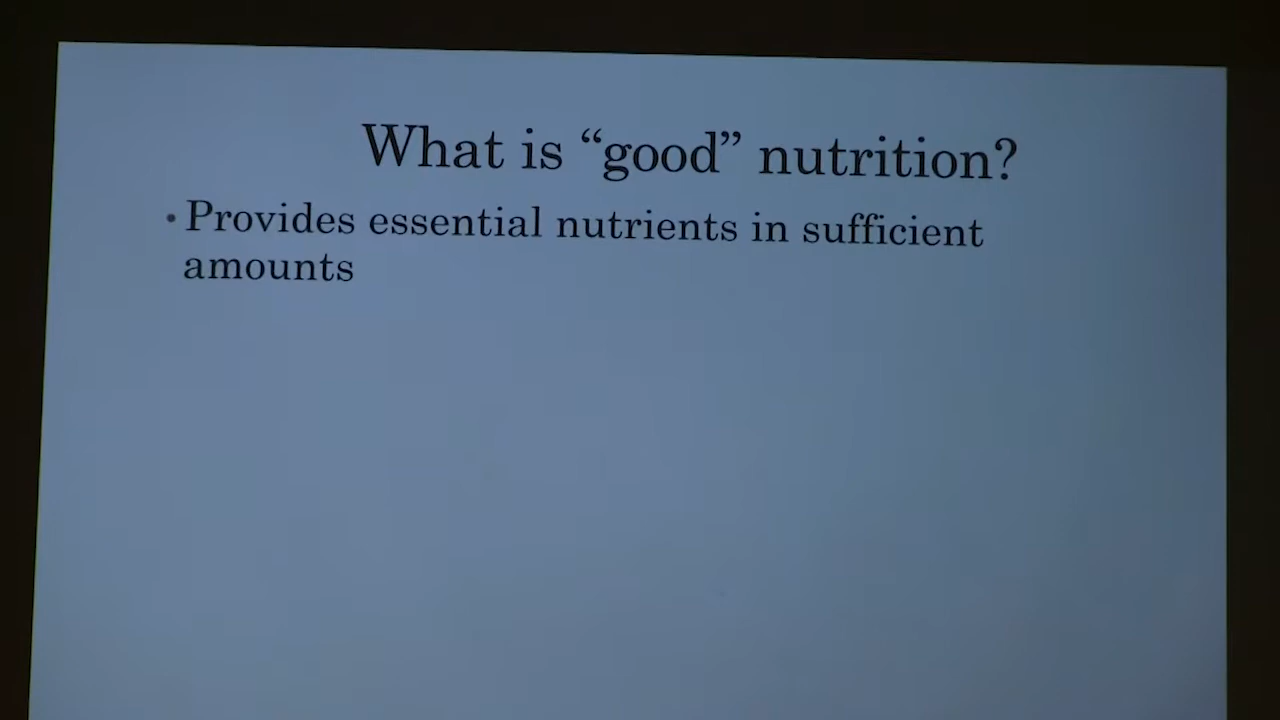 What is “good” nutrition?
• Provides essential nutrients in sufficient
amounts